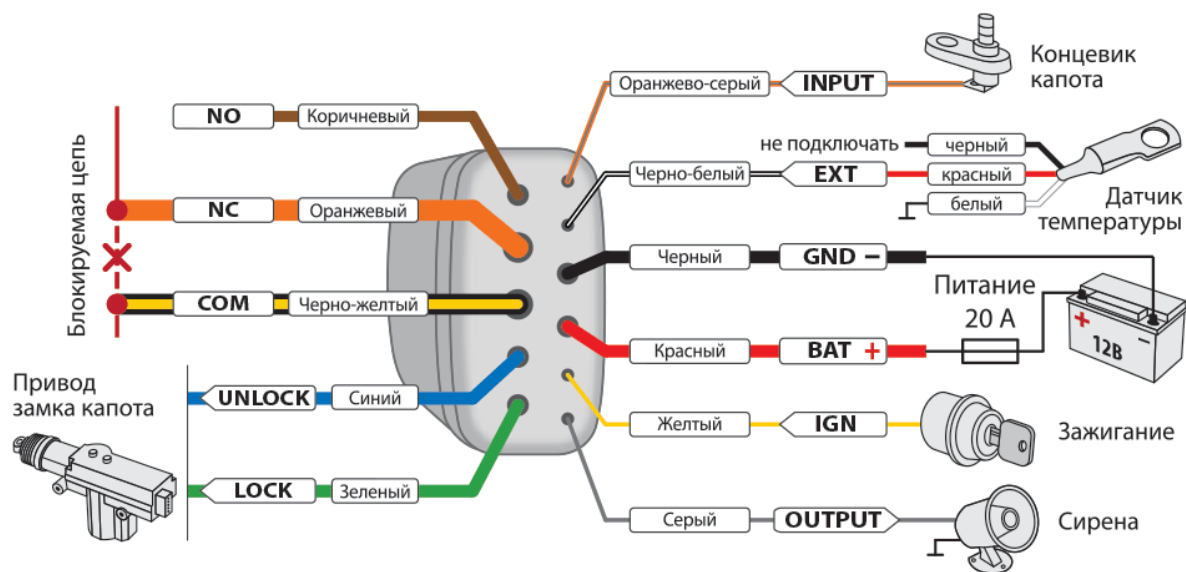 Блокируемая цепь
NO Коричневый
NC Оранжевый
COM Черно-желтый
Привод
замка капота
UNLOCK Синий
LOCK Зеленый
Оранжево-серый INPUT
Концевик
капота
не подключать черный
Черно-белый EXT красный
белый
Датчик
температуры
Черный GND −
Питание
20 А
Красный BAT +
+ −
12В
Желтый IGN
Зажигание
Серый OUTPUT
Сирена